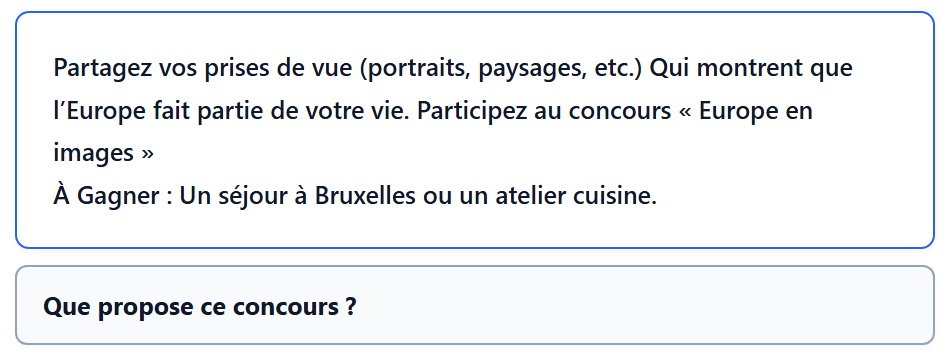 Partagez vos prises de vue (portraits, paysages, etc.) Qui montrent que
l’Europe fait partie de votre vie. Participez au concours « Europe en
images »
À Gagner : Un séjour à Bruxelles ou un atelier cuisine.
Que propose ce concours ?